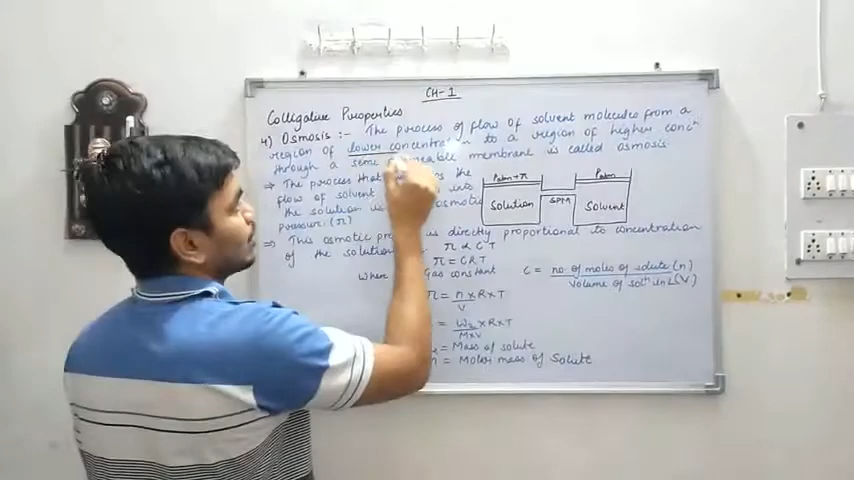 CH-1
Colligative Properties
4) Osmosis :- The process of flow of solvent molecules from a
region of lower concentration to a region of higher concn
through a semi permeable membrane is called osmosis.
⇒ The process that the
flow of solvent into
the solution is osmotic
pressure. (π)
Patm+π
Solution
SPM
Patm
Solvent
⇒ This osmotic pre is directly proportional to concentration
of the solution. π ∝ CT
π = CRT
Where Gas constant
C = no. of moles of solute (n)
Volume of soln in L (V)
π = n × R × T
V
= W2 × R × T
M×V
= Mass of solute
= Molar mass of Solute